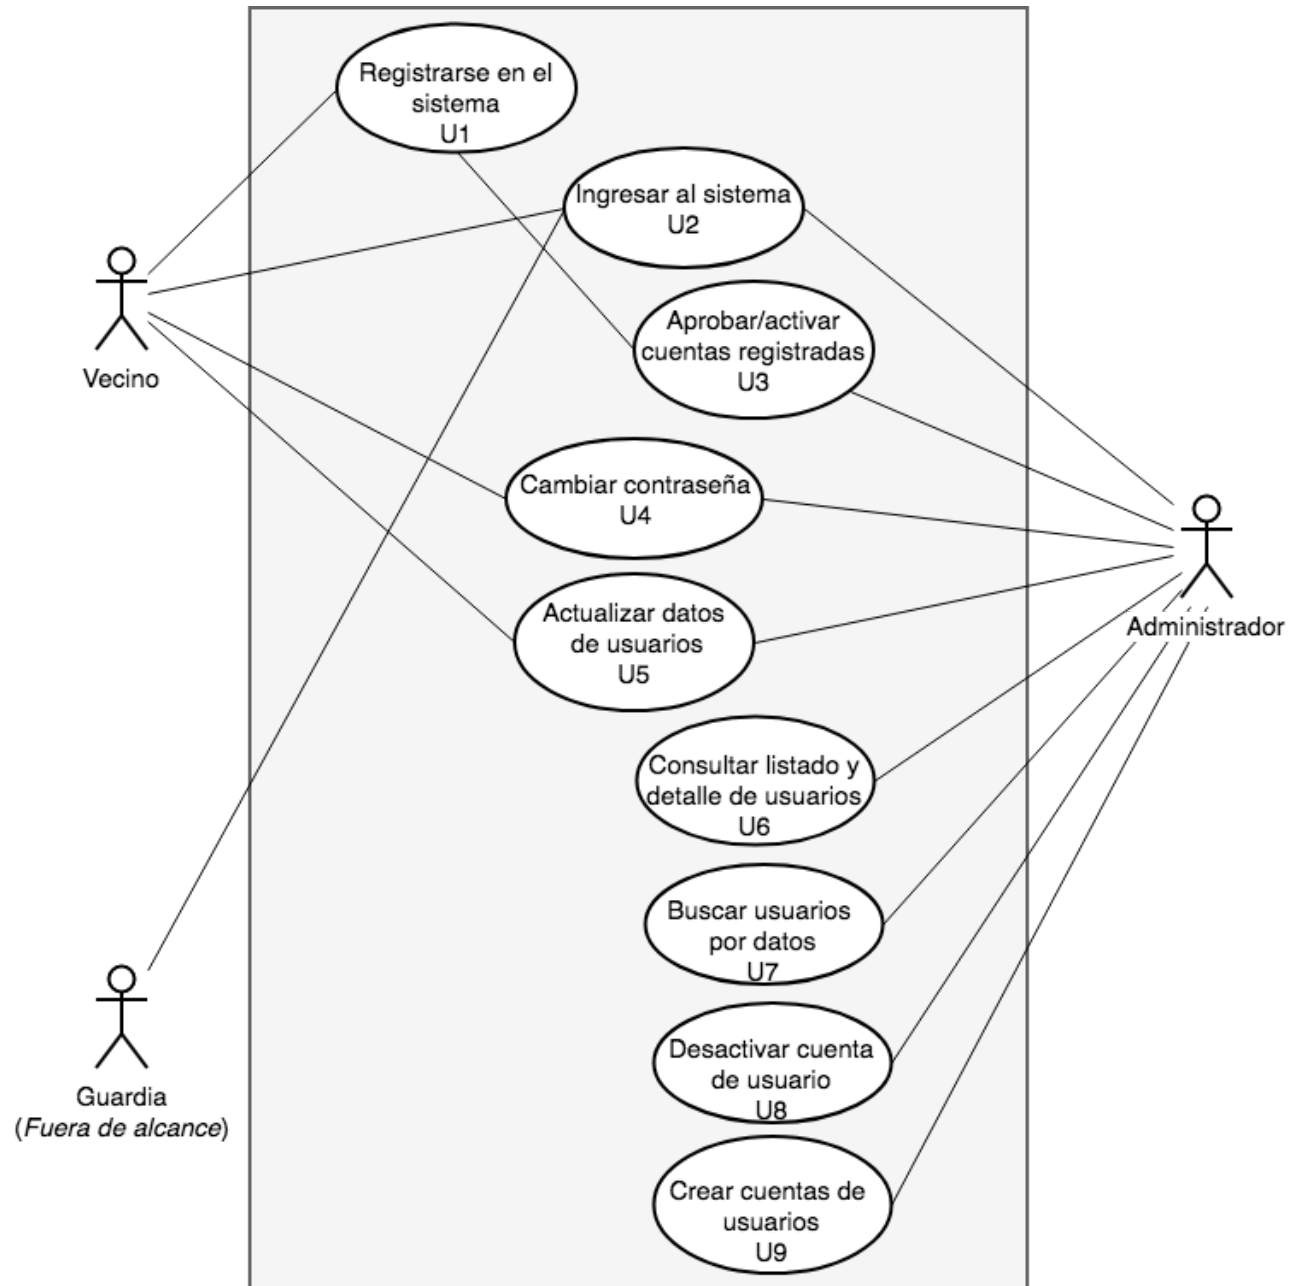 Registrarse en el
sistema
U1
Ingresar al sistema
U2
Aprobar/activar
cuentas registradas
U3
Vecino
Cambiar contraseña
U4
Actualizar datos
de usuarios
U5
Administrador
Consultar listado y
detalle de usuarios
U6
Buscar usuarios
por datos
U7
Desactivar cuenta
de usuario
U8
Guardia
(Fuera de alcance)
Crear cuentas de
usuarios
U9